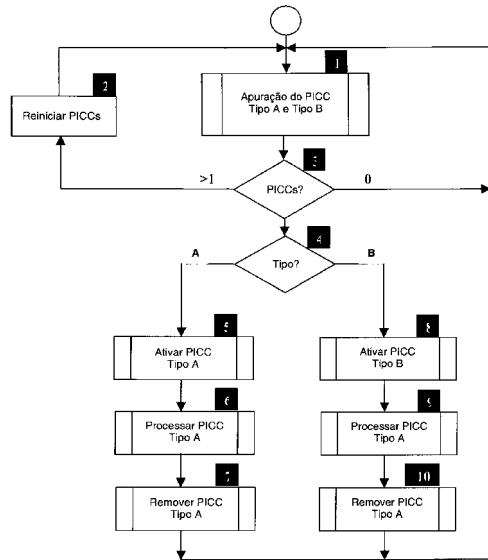 1
Apuração do PICC
Tipo A e Tipo B
2
Reiniciar PICCs
3
PICCs?
>1
0
4
Tipo?
A
B
5
Ativar PICC
Tipo A
8
Ativar PICC
Tipo B
6
Processar PICC
Tipo A
9
Processar PICC
Tipo A
7
Remover PICC
Tipo A
10
Remover PICC
Tipo A